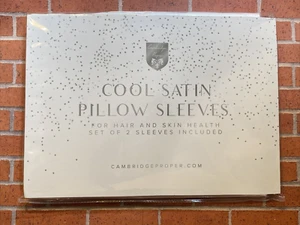 COOL SATIN
PILLOW SLEEVES
FOR HAIR AND SKIN HEALTH
SET OF 2 SLEEVES INCLUDED
CAMBRIDGEPROPER.COM